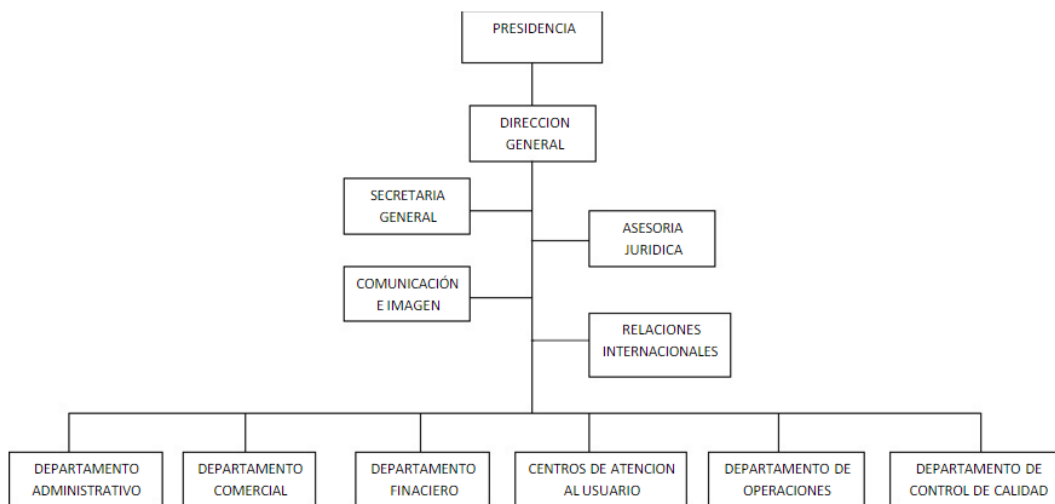 PRESIDENCIA
DIRECCION
GENERAL
SECRETARIA
GENERAL
ASESORIA
JURIDICA
COMUNICACIÓN
E IMAGEN
RELACIONES
INTERNACIONALES
DEPARTAMENTO
ADMINISTRATIVO
DEPARTAMENTO
COMERCIAL
DEPARTAMENTO
FINACIERO
CENTROS DE ATENCION
AL USUARIO
DEPARTAMENTO DE
OPERACIONES
DEPARTAMENTO DE
CONTROL DE CALIDAD